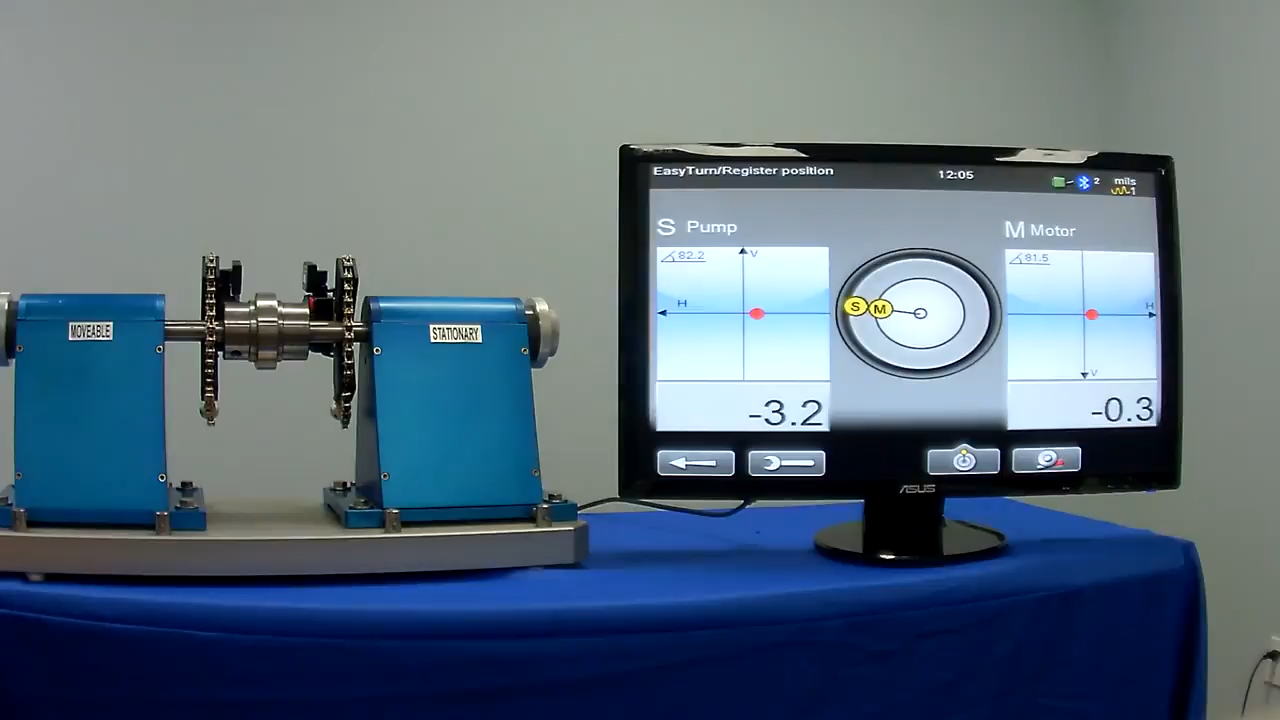 MOVEABLE
STATIONARY
EasyTurn/Register position
12:05
2
mils
1
S Pump
M Motor
82.2
V
H
-3.2
S
M
81.5
H
V
-0.3
ASUS